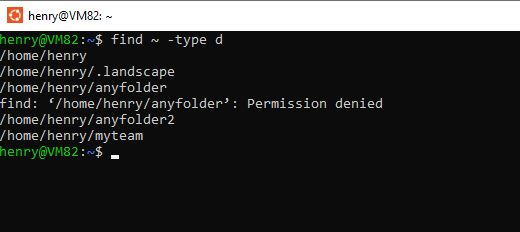 henry@VM82: ~
henry@VM82:~$ find ~ -type d
/home/henry
/home/henry/.landscape
/home/henry/anyfolder
find: ‘/home/henry/anyfolder’: Permission denied
/home/henry/anyfolder2
/home/henry/myteam
henry@VM82:~$